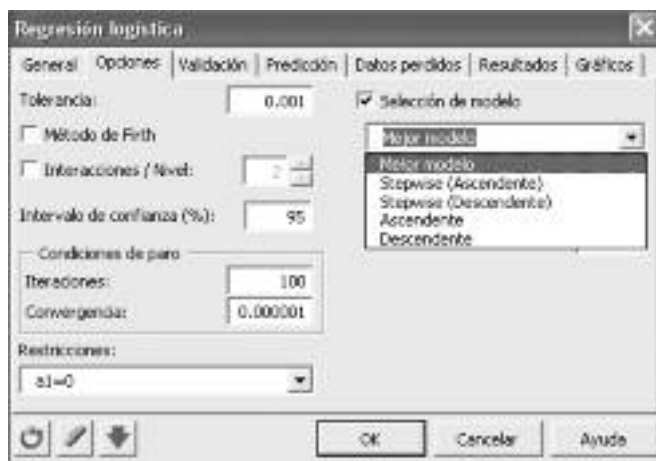 Regresión logística
General Opciones Validación Predicción Datos perdidos Resultados Gráficos
Tolerancia: 0.001
Método de Firth
Interacciones / Nivel: 2
Intervalo de confianza (%): 95
Condiciones de paro
Iteraciones: 100
Convergencia: 0.000001
Restricciones:
a1=0
Selección de modelo
Mejor modelo
Mejor modelo
Stepwise (Ascendente)
Stepwise (Descendente)
Ascendente
Descendente
OK Cancelar Ayuda